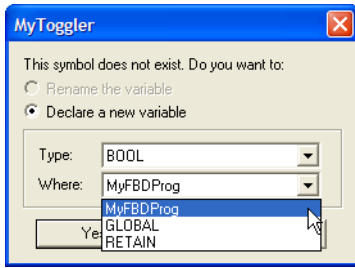 MyToggler
This symbol does not exist. Do you want to:
Rename the variable
Declare a new variable
Type: BOOL
Where: MyFBDProg
MyFBDProg
GLOBAL
RETAIN